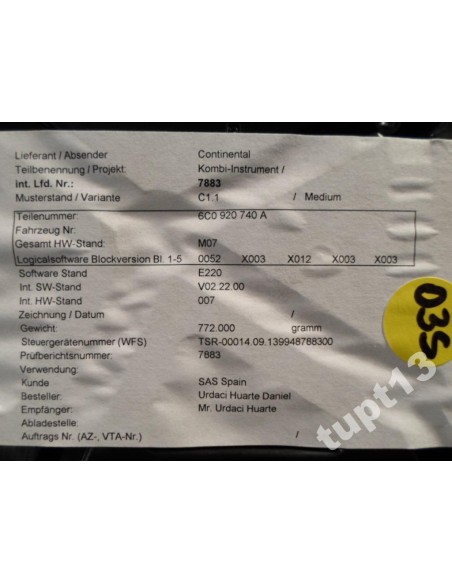 Lieferant / Absender Continental
Teilbenennung / Projekt: Kombi-Instrument /
int. Lfd. Nr.: 7883
Musterstand / Variante C1.1 / Medium
Teilenummer: 6C0 920 740 A
Fahrzeug Nr:
Gesamt HW-Stand: M07
Logicalsoftware Blockversion Bl. 1-5 0052 X003 X012 X003 X003
Software Stand E220
Int. SW-Stand V02.22.00
Int. HW-Stand 007
Zeichnung / Datum /
Gewicht: 772.000 gramm
Steuergerätenummer (WFS) TSR-00014.09.139948788300
Prüfberichtsnummer: 7883
Verwendung:
Kunde SAS Spain
Besteller: Urdaci Huarte Daniel
Empfänger: Mr. Urdaci Huarte
Abladestelle:
Auftrags Nr. (AZ-, VTA-Nr.) /
035
tupt13